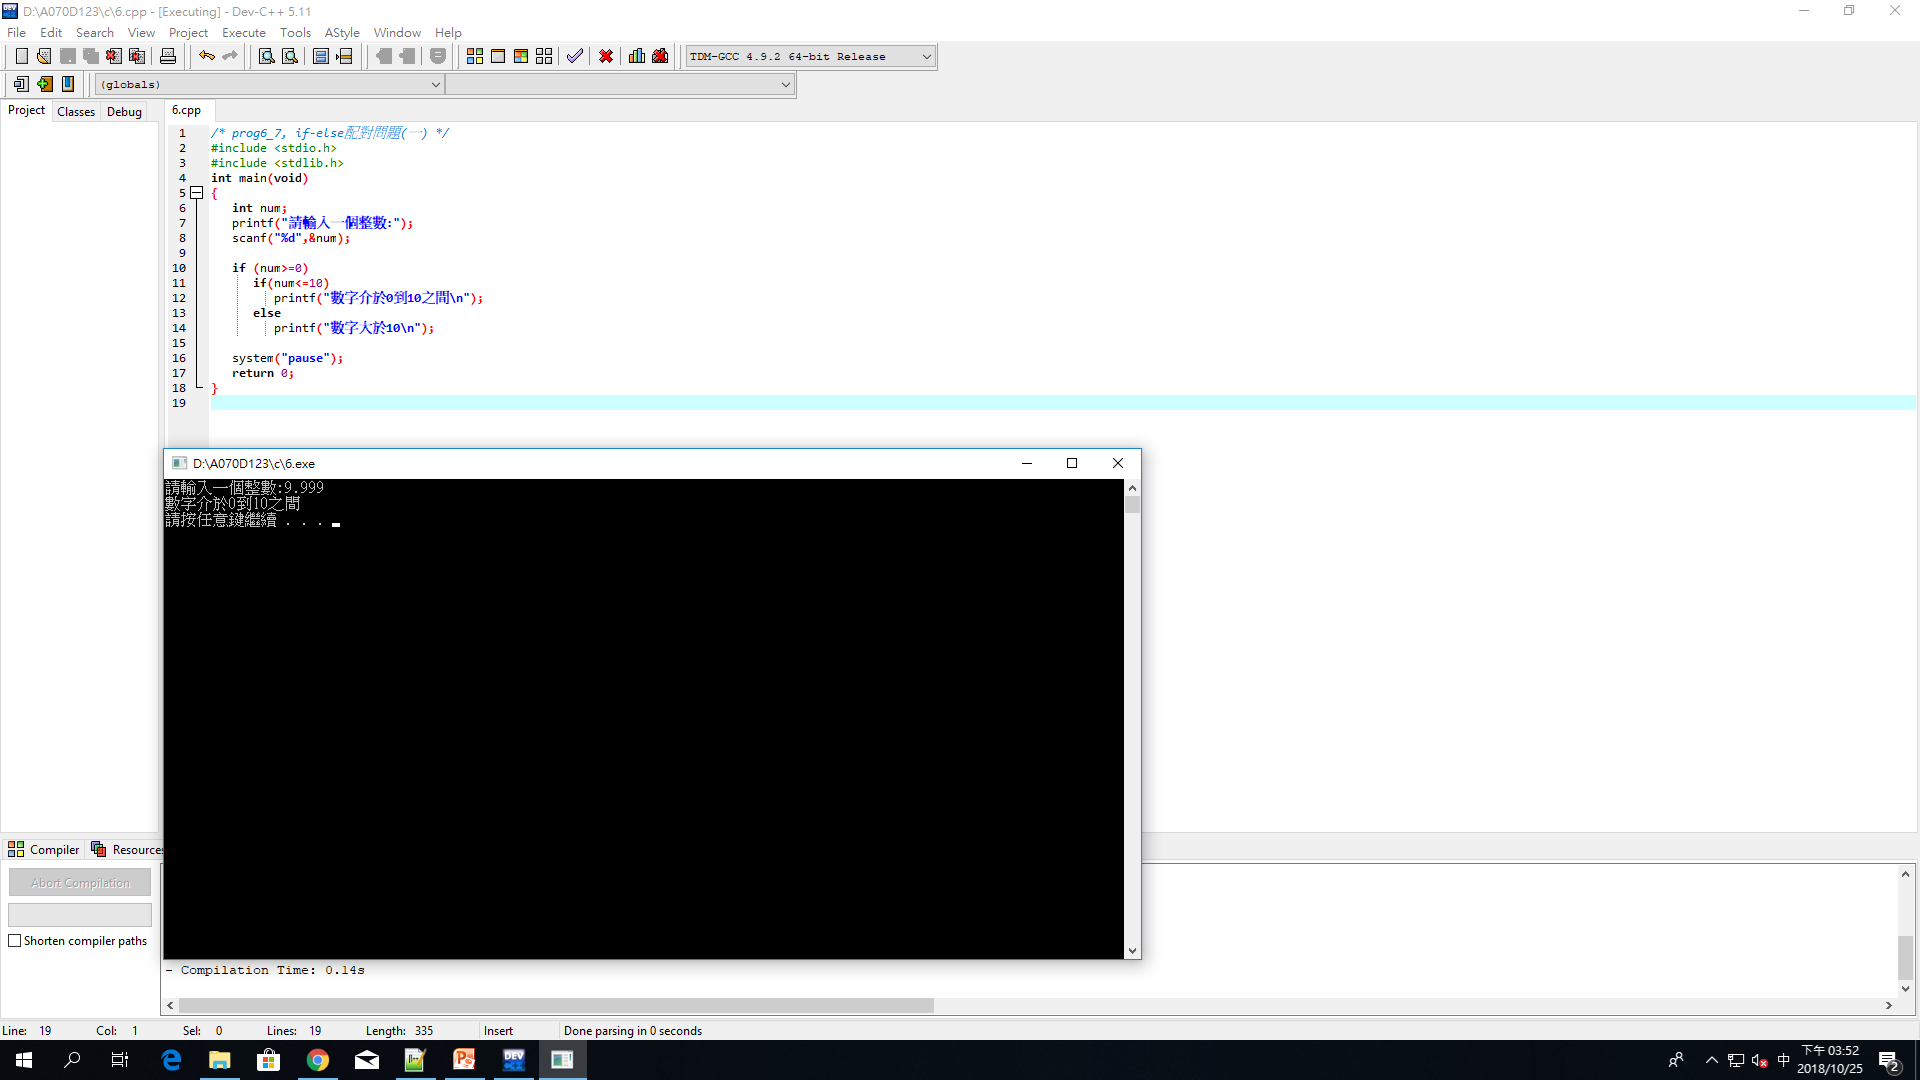 D:\A070D123\c\6.cpp - [Executing] - Dev-C++ 5.11
File Edit Search View Project Execute Tools AStyle Window Help
TDM-GCC 4.9.2 64-bit Release
(globals)
Project Classes Debug 6.cpp
1 /* prog6_7, if-else配對問題(一) */
2 #include <stdio.h>
3 #include <stdlib.h>
4 int main(void)
5 {
6 int num;
7 printf("請輸入一個整數:");
8 scanf("%d",&num);
9
10 if (num>=0)
11 if(num<=10)
12 printf("數字介於0到10之間\n");
13 else
14 printf("數字大於10\n");
15
16 system("pause");
17 return 0;
18 }
19
D:\A070D123\c\6.exe
請輸入一個整數:9.999
數字介於0到10之間
請按任意鍵繼續 . . .
Compiler Resources
Abort Compilation
Shorten compiler paths
- Compilation Time: 0.14s
Line: 19 Col: 1 Sel: 0 Lines: 19 Length: 335 Insert Done parsing in 0 seconds
中
下午 03:52
2018/10/25
2